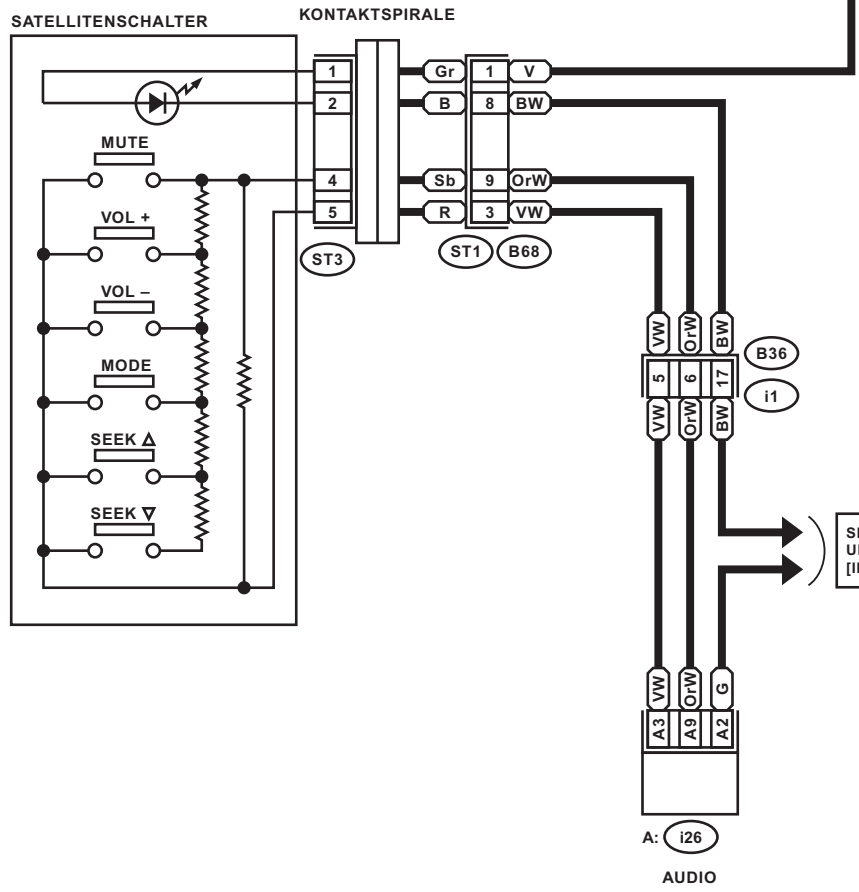 SATELLITENSCHALTER
KONTAKTSPIRALE
1 Gr 1 V
2 B 8 BW
MUTE
4 Sb 9 OrW
VOL +
5 R 3 VW
ST3 ST1 B68
VOL –
VW OrW BW
B36
MODE
5 6 17
i1
VW OrW BW
SEEK △
SEEK ▽
VW OrW G
A3 A9 A2
A: i26
AUDIO